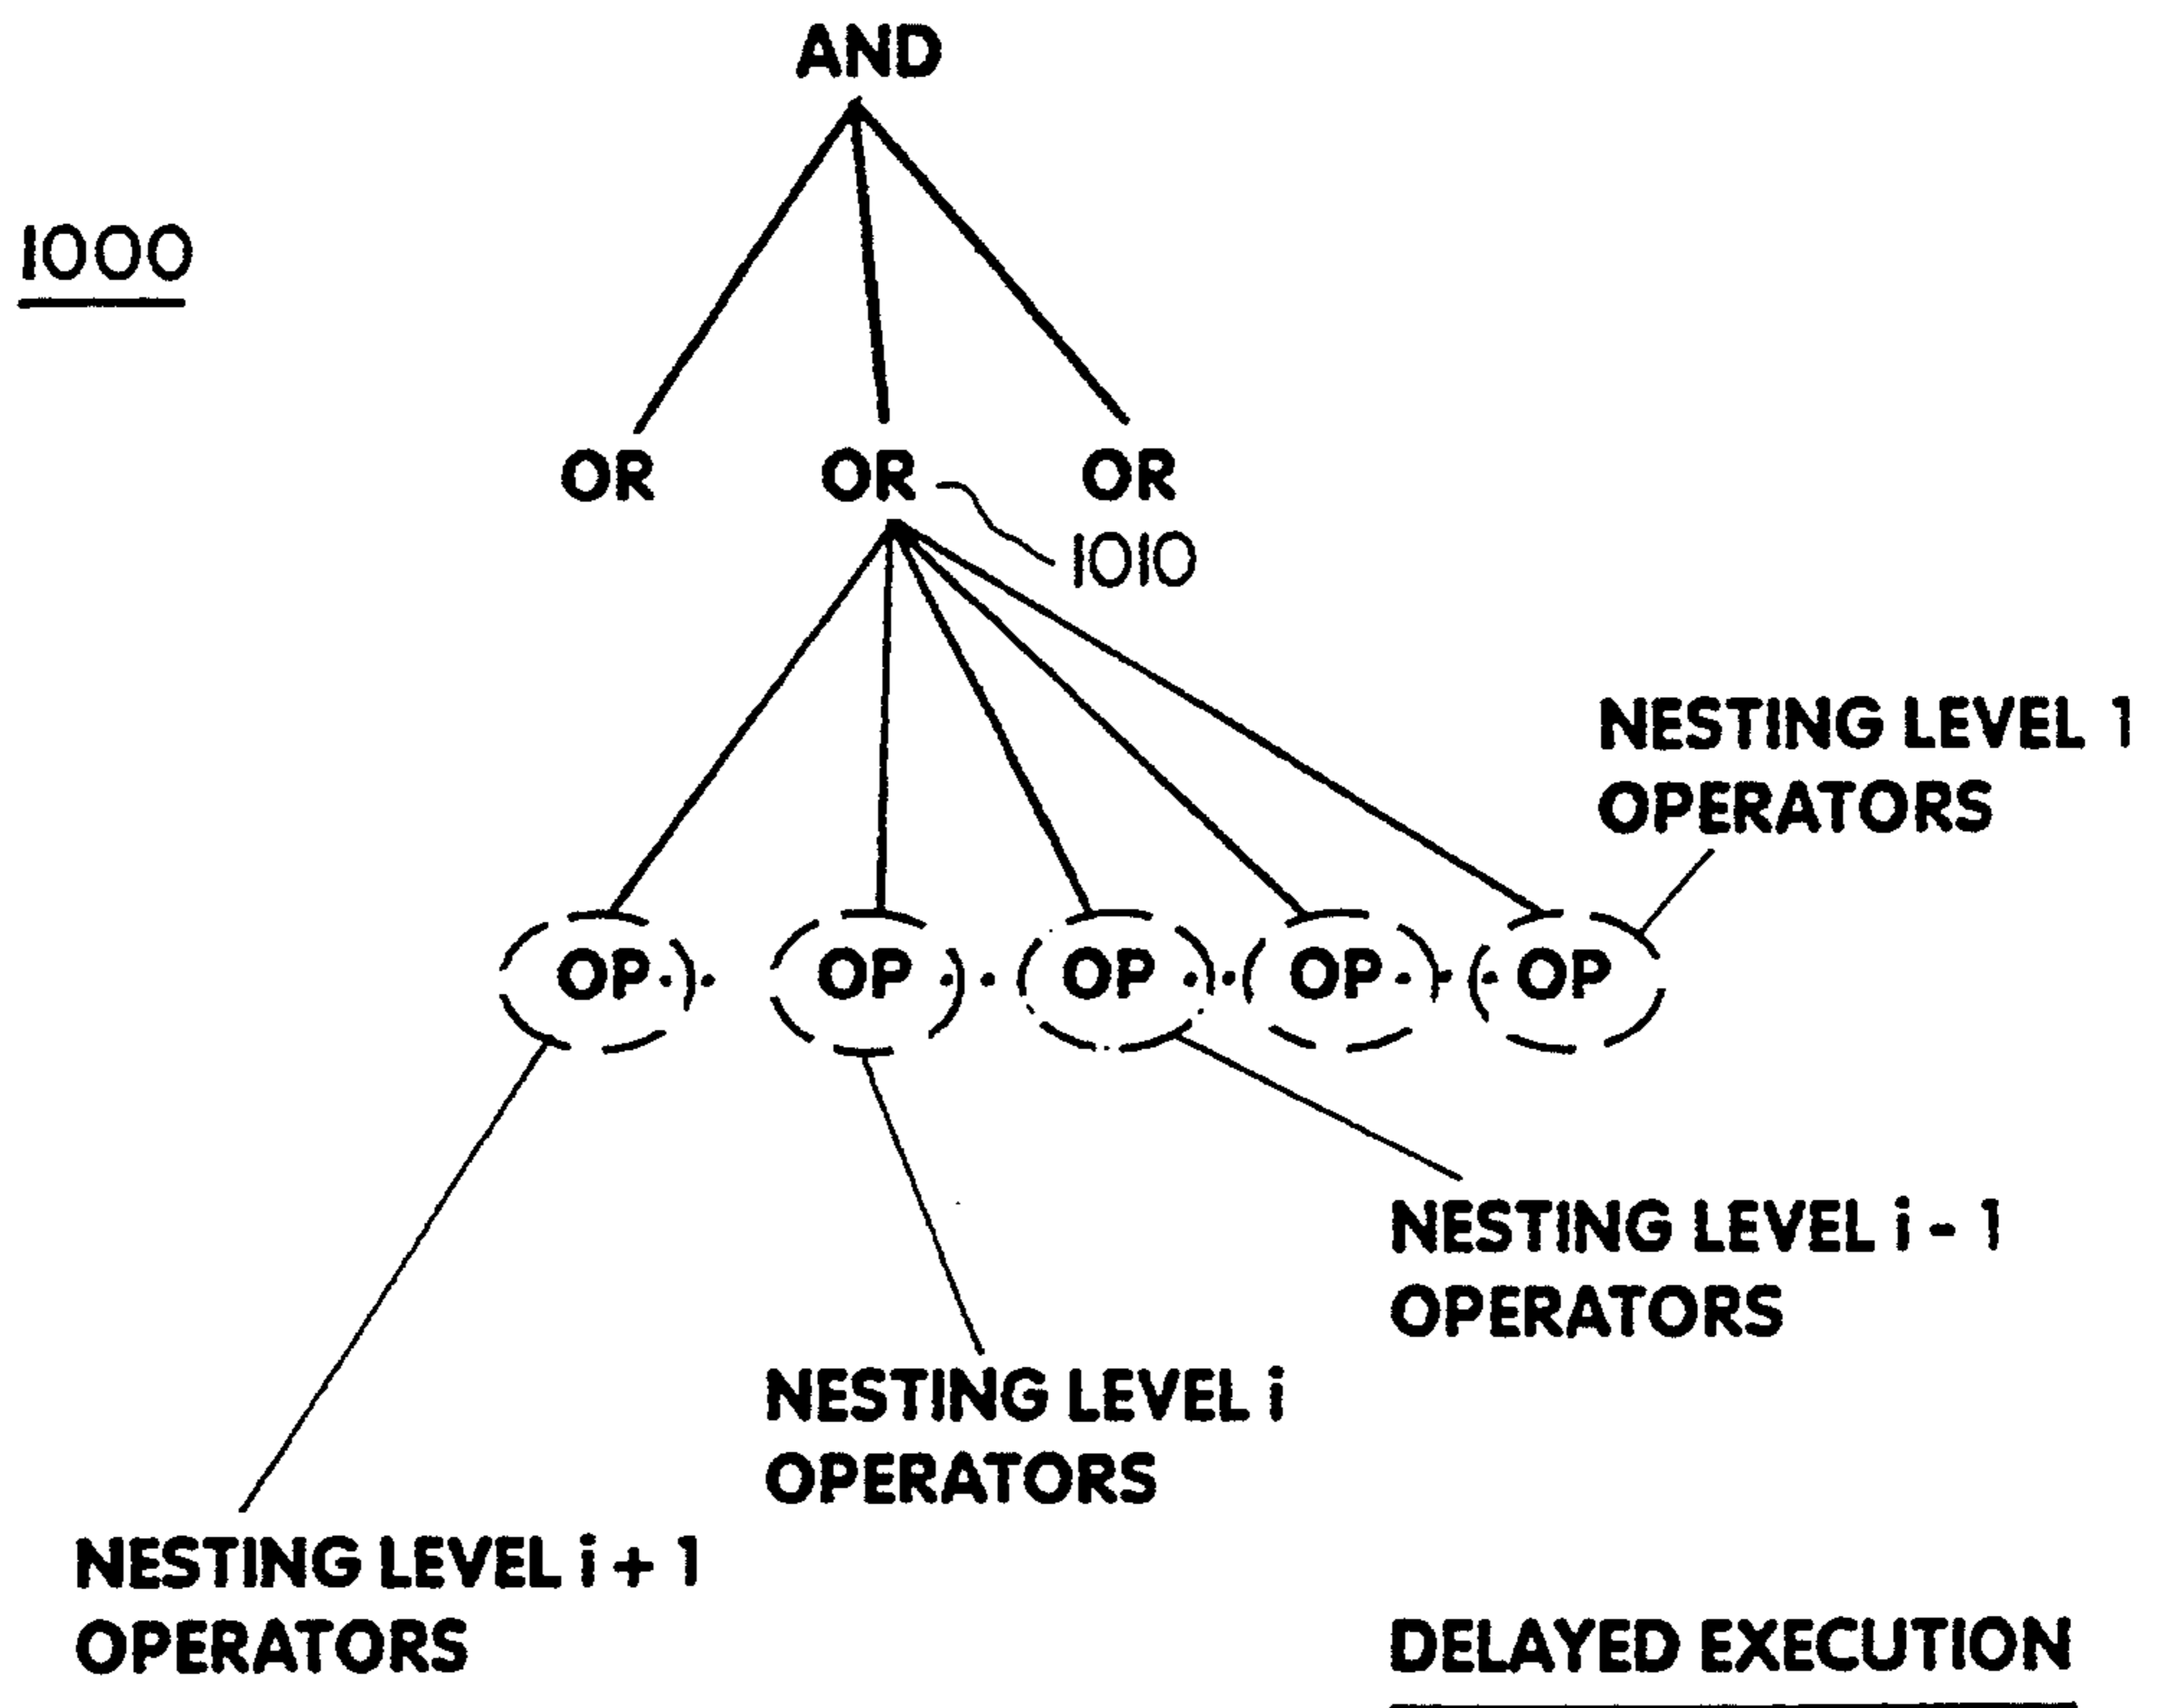 AND
1000
OR OR OR
1010
NESTING LEVEL 1
OPERATORS
OP · · OP · · OP · · OP · · · OP
NESTING LEVEL i - 1
OPERATORS
NESTING LEVEL i
OPERATORS
NESTING LEVEL i + 1
OPERATORS
DELAYED EXECUTION